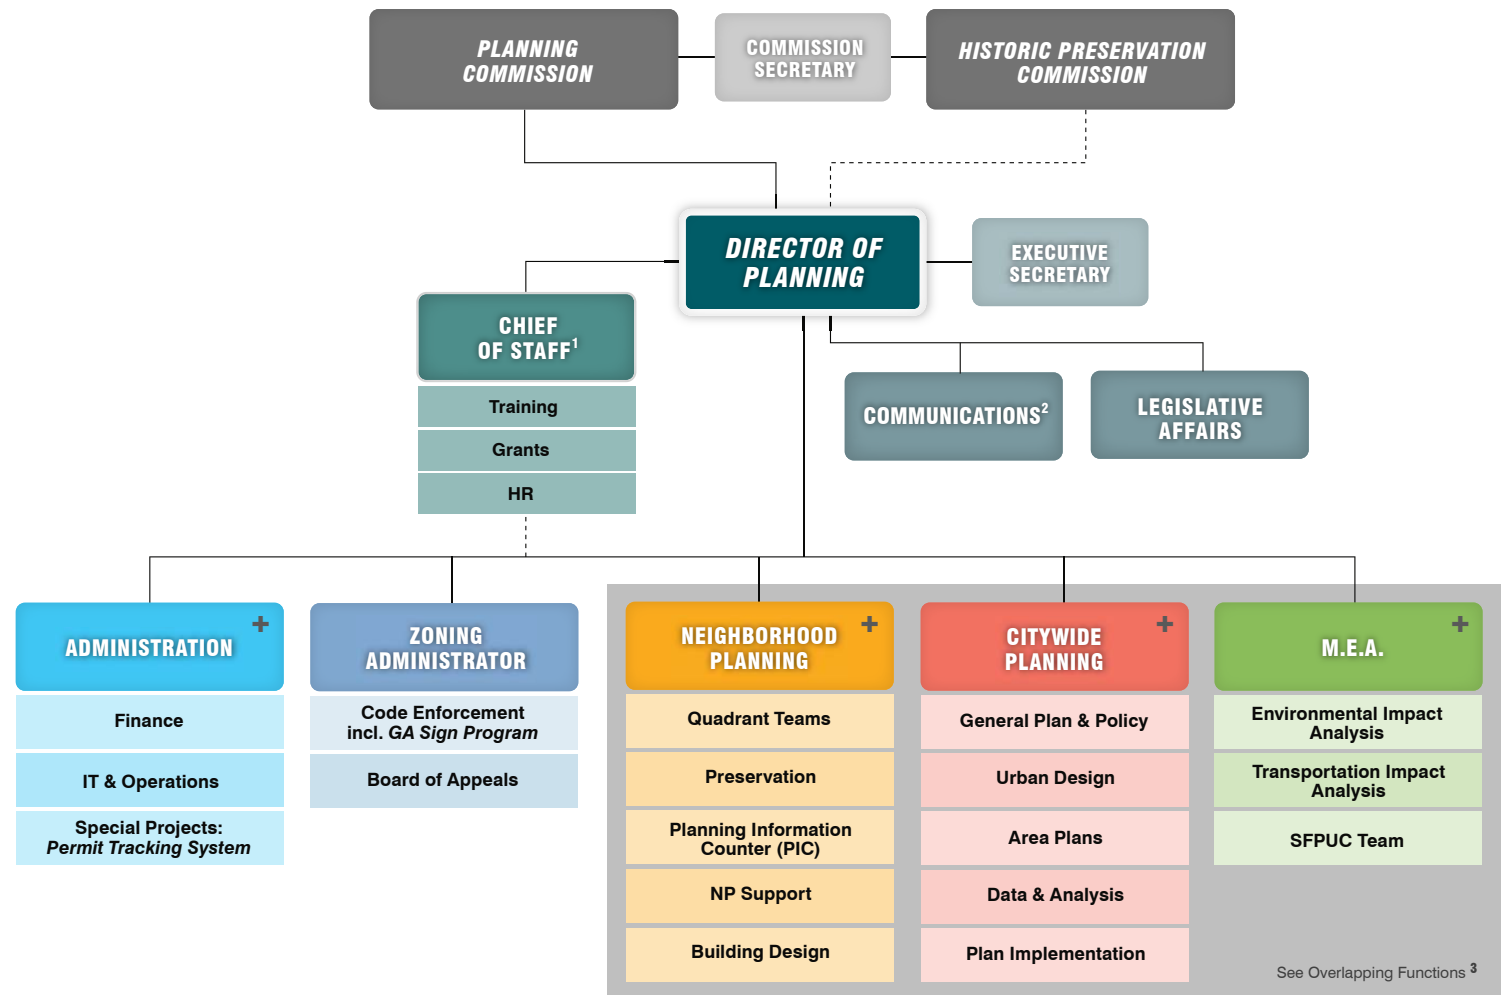 PLANNING
COMMISSION
COMMISSION
SECRETARY
HISTORIC PRESERVATION
COMMISSION
DIRECTOR OF
PLANNING
EXECUTIVE
SECRETARY
CHIEF
OF STAFF1
Training
Grants
HR
COMMUNICATIONS2
LEGISLATIVE
AFFAIRS
ADMINISTRATION +
Finance
IT & Operations
Special Projects:
Permit Tracking System
ZONING
ADMINISTRATOR
Code Enforcement
incl. GA Sign Program
Board of Appeals
NEIGHBORHOOD +
PLANNING
Quadrant Teams
Preservation
Planning Information
Counter (PIC)
NP Support
Building Design
CITYWIDE +
PLANNING
General Plan & Policy
Urban Design
Area Plans
Data & Analysis
Plan Implementation
M.E.A. +
Environmental Impact
Analysis
Transportation Impact
Analysis
SFPUC Team
See Overlapping Functions 3